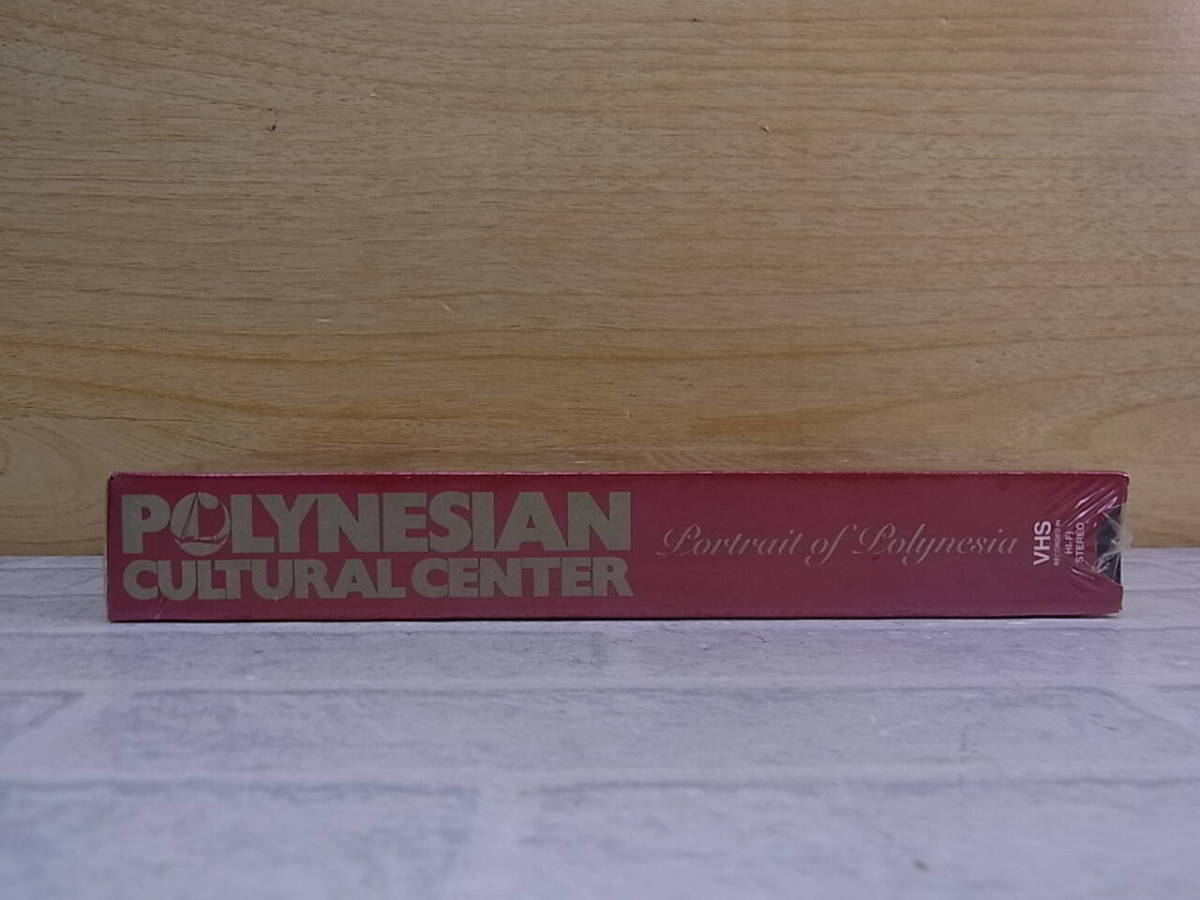 POLYNESIAN
CULTURAL CENTER
Portrait of Polynesia
VHS
RECORDED IN
HI-FI
STEREO